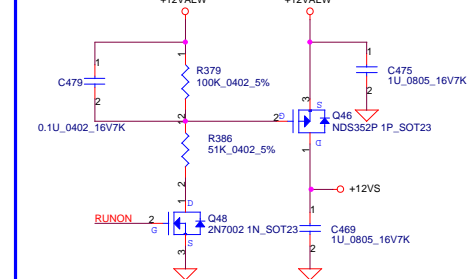 +12VALW +12VALW
1
R379
100K_0402_5%
1
C479
2
0.1U_0402_16V7K
1
C475
1U_0805_16V7K
2
3
S
2
G
Q46
NDS352P 1P_SOT23
D
1
2
R386
51K_0402_5%
2
+12VS
1
D
RUNON
2
G
Q48
2N7002 1N_SOT23
S
3
1
C469
1U_0805_16V7K
2